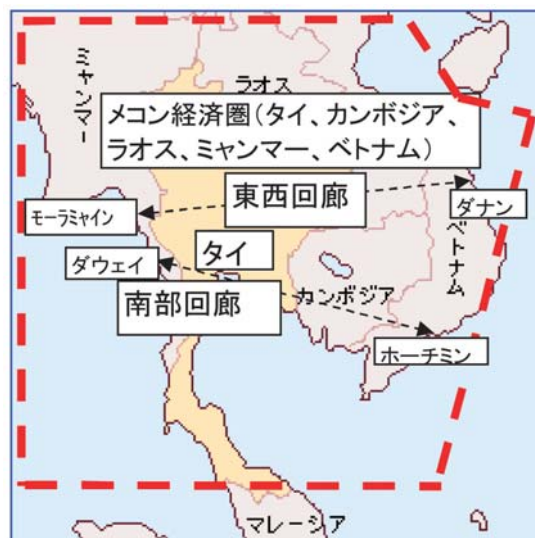 ミャンマー
ラオス
メコン経済圏(タイ、カンボジア、
ラオス、ミャンマー、ベトナム)
東西回廊
モーラミャイン
ダナン
ベトナム
タイ
ダウェイ
カンボジア
南部回廊
ホーチミン
マレーシア